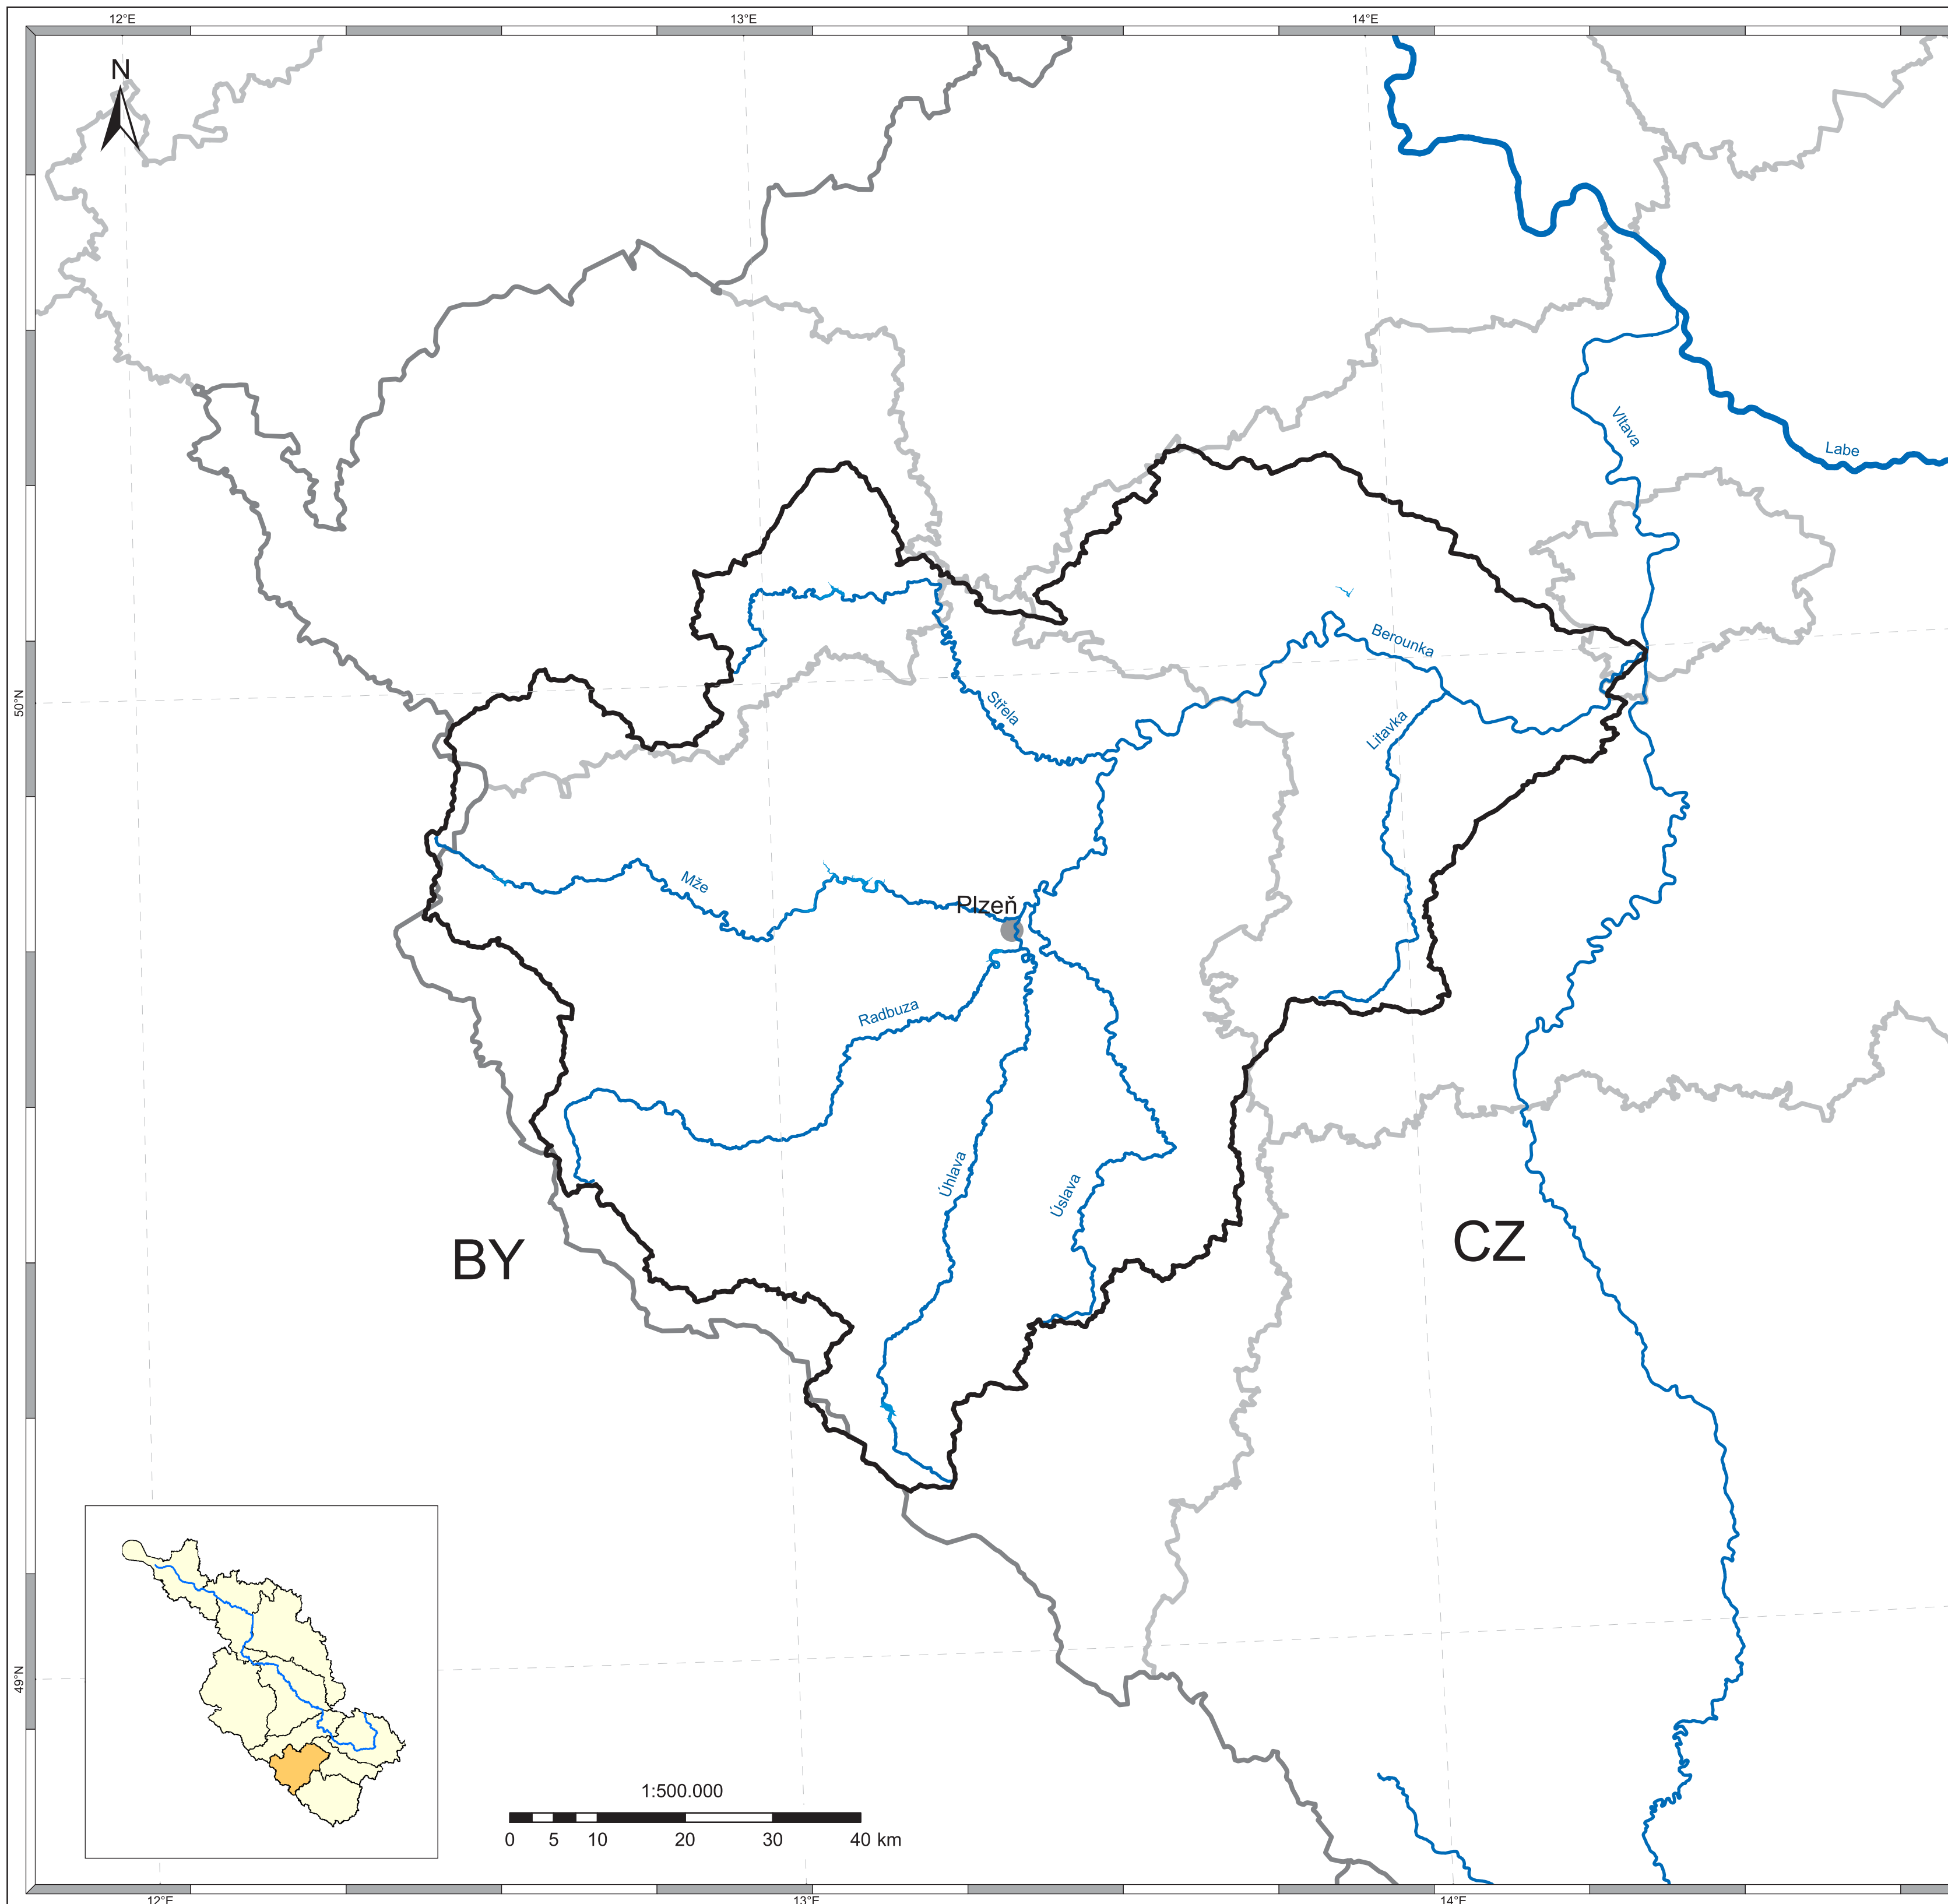 12°E
13°E
14°E
N
Vltava
Labe
Berounka
50°N
Střela
Litavka
Mže
Plzeň
Radbuza
Úhlava
Úslava
BY
CZ
49°N
1:500.000
0 5 10 20 30 40 km
12°E
13°E
14°E